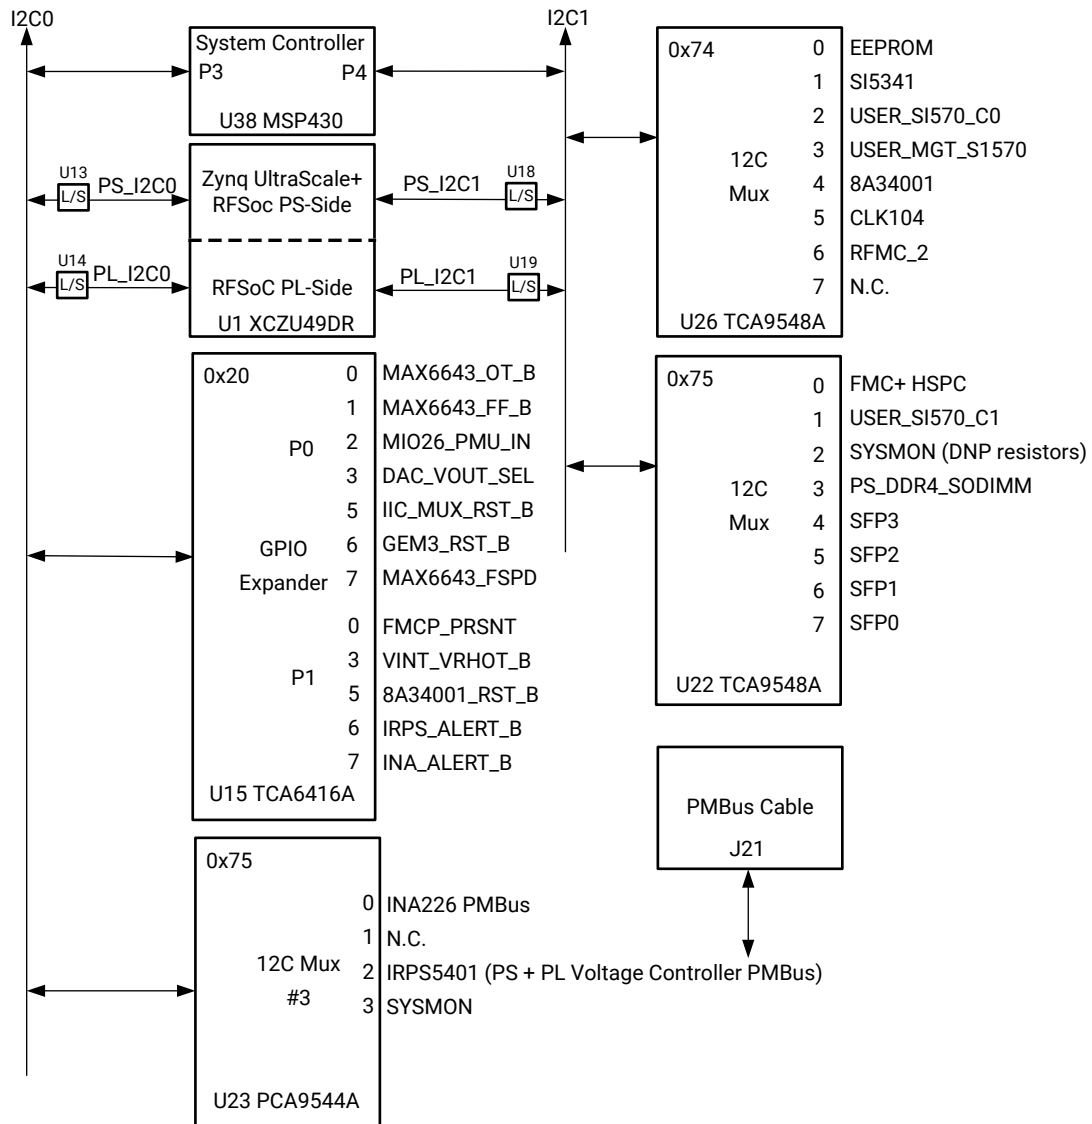 I2C0
I2C1
System Controller
P3
P4
U38 MSP430
U13
L/S
PS_I2C0
Zynq UltraScale+
RFSoc PS-Side
PS_I2C1
U18
L/S
U14
L/S
PL_I2C0
RFSoC PL-Side
U1 XCZU49DR
PL_I2C1
U19
L/S
0x20
P0
0 MAX6643_OT_B
1 MAX6643_FF_B
2 MIO26_PMU_IN
3 DAC_VOUT_SEL
5 IIC_MUX_RST_B
6 GEM3_RST_B
7 MAX6643_FSPD
GPIO
Expander
P1
0 FMCP_PRSNT
3 VINT_VRHOT_B
5 8A34001_RST_B
6 IRPS_ALERT_B
7 INA_ALERT_B
U15 TCA6416A
0x75
12C Mux
#3
0 INA226 PMBus
1 N.C.
2 IRPS5401 (PS + PL Voltage Controller PMBus)
3 SYSMON
U23 PCA9544A
0x74
12C
Mux
0 EEPROM
1 SI5341
2 USER_SI570_C0
3 USER_MGT_S1570
4 8A34001
5 CLK104
6 RFMC_2
7 N.C.
U26 TCA9548A
0x75
12C
Mux
0 FMC+ HSPC
1 USER_SI570_C1
2 SYSMON (DNP resistors)
3 PS_DDR4_SODIMM
4 SFP3
5 SFP2
6 SFP1
7 SFP0
U22 TCA9548A
PMBus Cable
J21